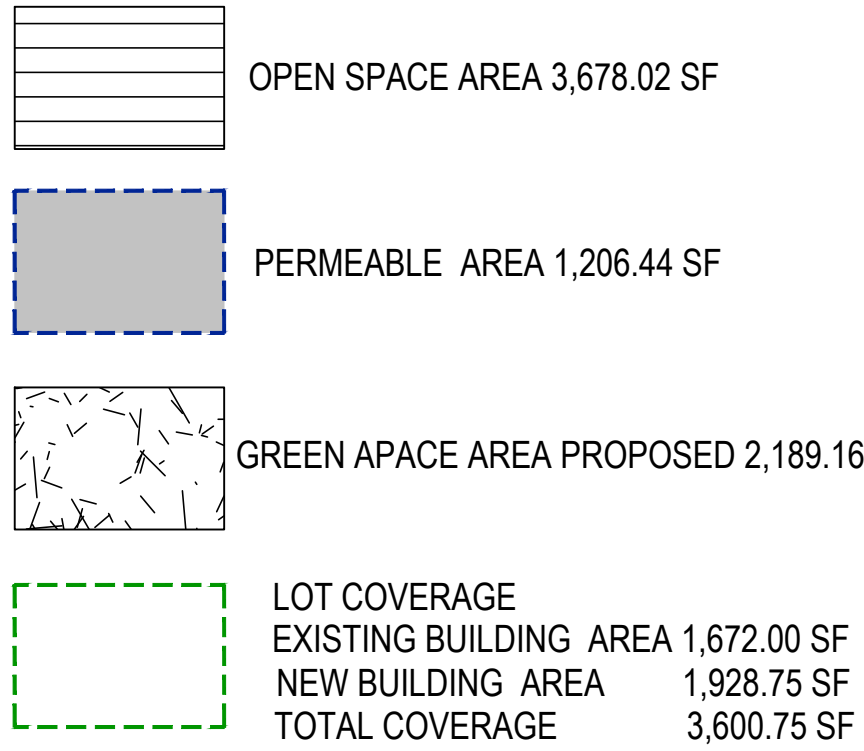 OPEN SPACE AREA 3,678.02 SF
PERMEABLE AREA 1,206.44 SF
GREEN APACE AREA PROPOSED 2,189.16
LOT COVERAGE
EXISTING BUILDING AREA 1,672.00 SF
NEW BUILDING AREA 1,928.75 SF
TOTAL COVERAGE 3,600.75 SF